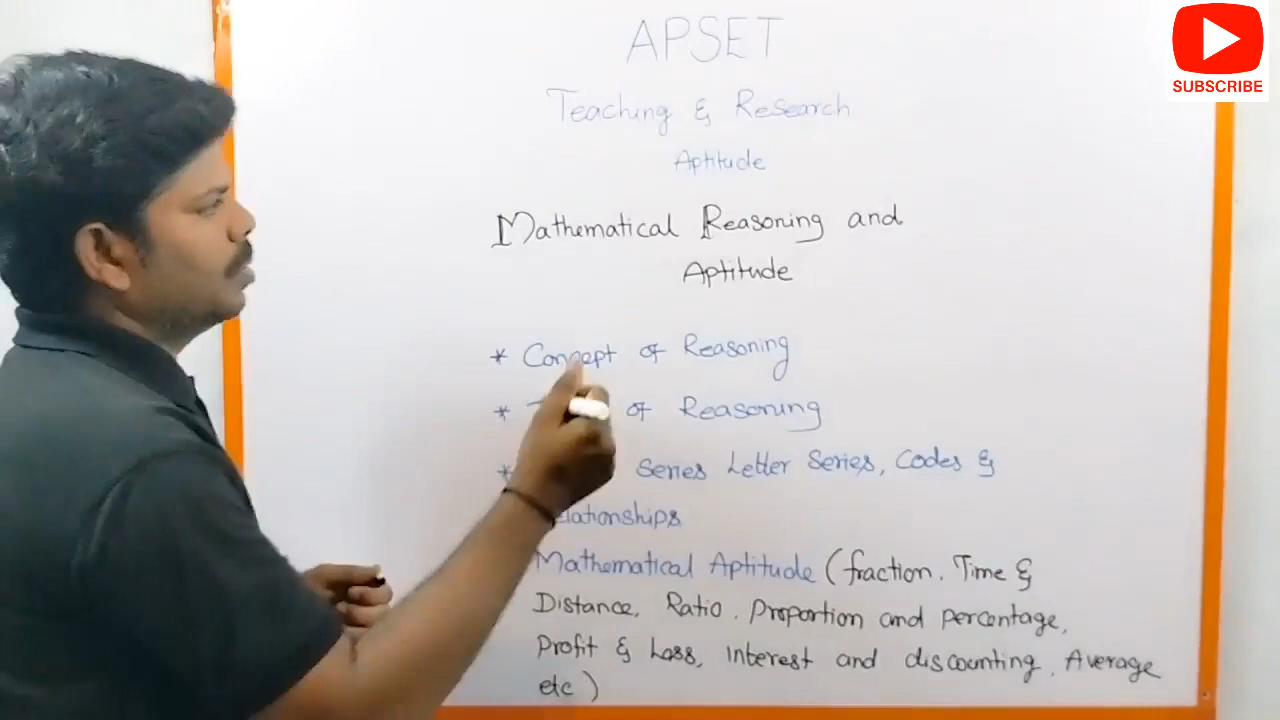 APSET
SUBSCRIBE
Teaching & Research
Aptitude
Mathematical Reasoning and
Aptitude
* Concept of Reasoning
* of Reasoning
* Series Letter Series, Codes &
Relationships
Mathematical Aptitude (fraction. Time &
Distance, Ratio. Proportion and percentage,
Profit & Loss, Interest and discounting. Average
etc)